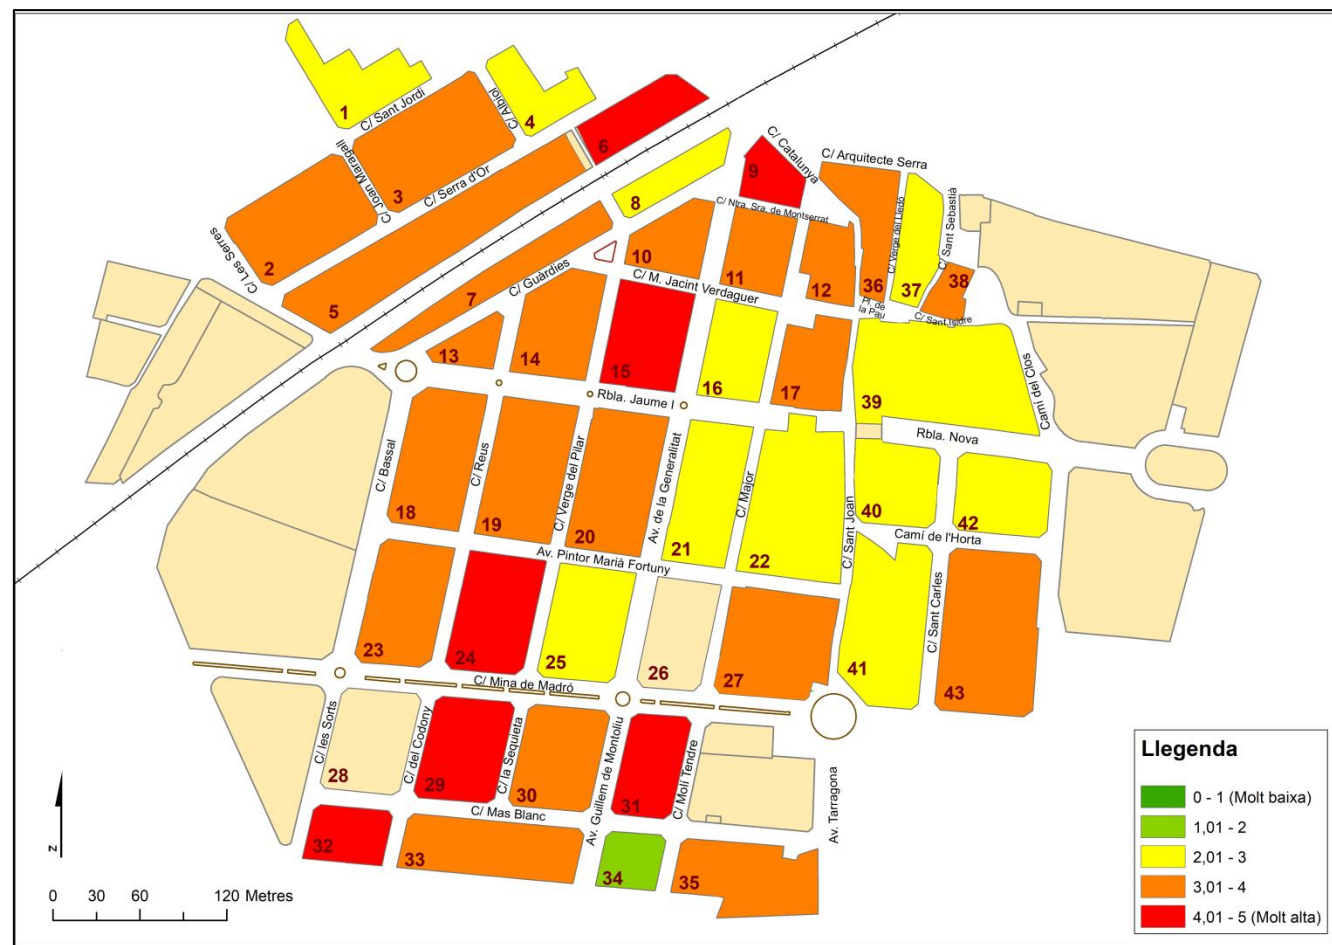 1
C/ Sant Jordi
C/ Albiol
4
6
C/ Joan Maragall
3
C/ Serra d'Or
2
C/ Les Serres
5
7
C/ Guàrdies
8
9
C/ Catalunya
C/ Arquitecte Serra
C/ Ntra. Sra. de Montserrat
C/ Verge del Lledó
C/ Sant Sebastià
10
11
12
36
37
38
C/ M. Jacint Verdaguer
Pl. de
la Pau
C/ Sant Isidre
13
14
15
16
17
39
Camí del Clos
Rbla. Jaume I
Rbla. Nova
C/ Bassal
C/ Reus
C/ Verge del Pilar
Av. de la Generalitat
C/ Major
C/ Sant Joan
18
19
20
21
22
40
42
Camí de l'Horta
Av. Pintor Marià Fortuny
C/ Sant Carles
23
24
25
26
27
41
43
C/ Mina de Madró
C/ les Sorts
C/ del Codony
C/ la Sequieta
Av. Guillem de Montoliu
C/ Molí Tendre
Av. Tarragona
28
29
30
31
C/ Mas Blanc
32
33
34
35
z
0 30 60 120 Metres
Llegenda
0 - 1 (Molt baixa)
1,01 - 2
2,01 - 3
3,01 - 4
4,01 - 5 (Molt alta)